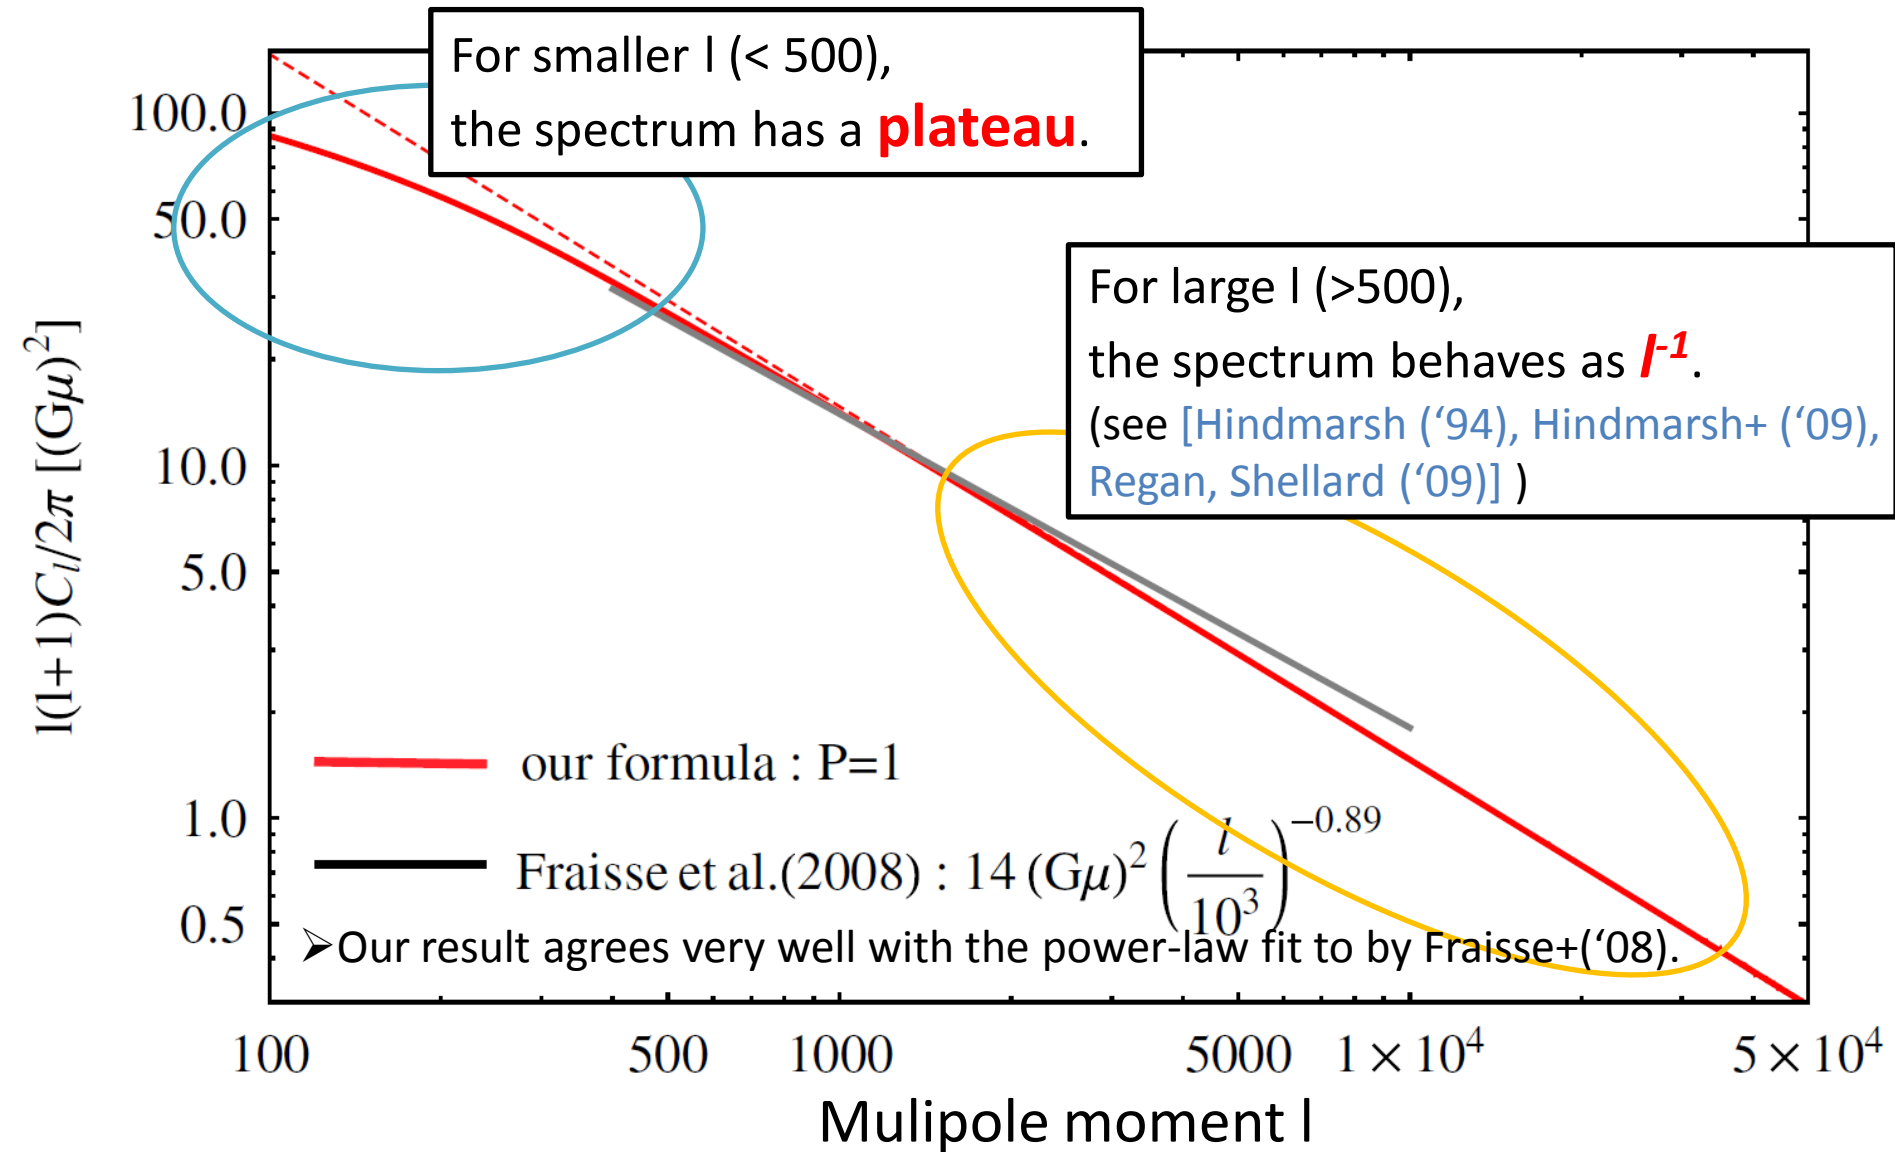 For smaller l (< 500),
the spectrum has a plateau.
For large l (>500),
the spectrum behaves as l⁻¹.
(see [Hindmarsh (‘94), Hindmarsh+ (‘09),
Regan, Shellard (‘09)] )
l(l+1)Cₗ/2π [(Gμ)²]
100.0
50.0
10.0
5.0
1.0
0.5
our formula : P=1
Fraisse et al.(2008) : 14 (Gμ)² (l/10³)^−0.89
➢Our result agrees very well with the power-law fit to by Fraisse+(‘08).
100 500 1000 5000 1×10⁴ 5×10⁴
Mulipole moment l